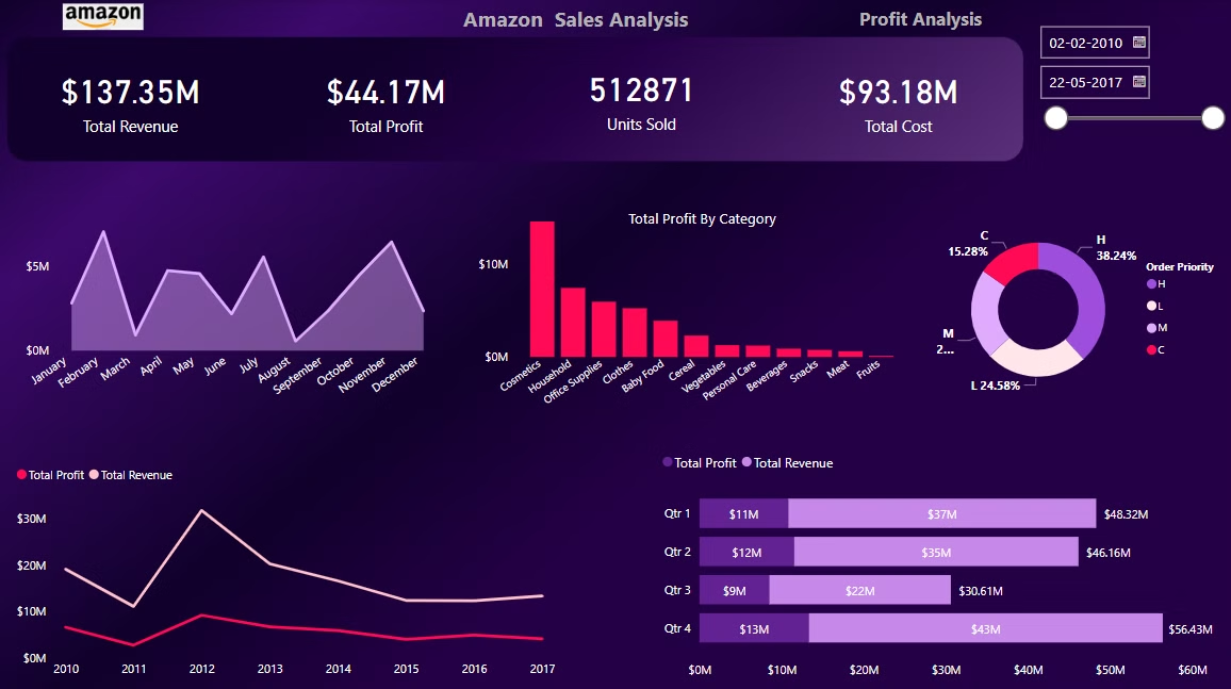 amazon
Amazon Sales Analysis
Profit Analysis
02-02-2010
22-05-2017
$137.35M
Total Revenue
$44.17M
Total Profit
512871
Units Sold
$93.18M
Total Cost
$5M
$0M
January
February
March
April
May
June
July
August
September
October
November
December
Total Profit By Category
$10M
$0M
Cosmetics
Household
Office Supplies
Clothes
Baby Food
Cereal
Vegetables
Personal Care
Beverages
Snacks
Meat
Fruits
C
15.28%
H
38.24%
M
2...
L 24.58%
Order Priority
H
L
M
C
Total Profit Total Revenue
$30M
$20M
$10M
$0M
2010 2011 2012 2013 2014 2015 2016 2017
Total Profit Total Revenue
Qtr 1 $11M $37M $48.32M
Qtr 2 $12M $35M $46.16M
Qtr 3 $9M $22M $30.61M
Qtr 4 $13M $43M $56.43M
$0M $10M $20M $30M $40M $50M $60M